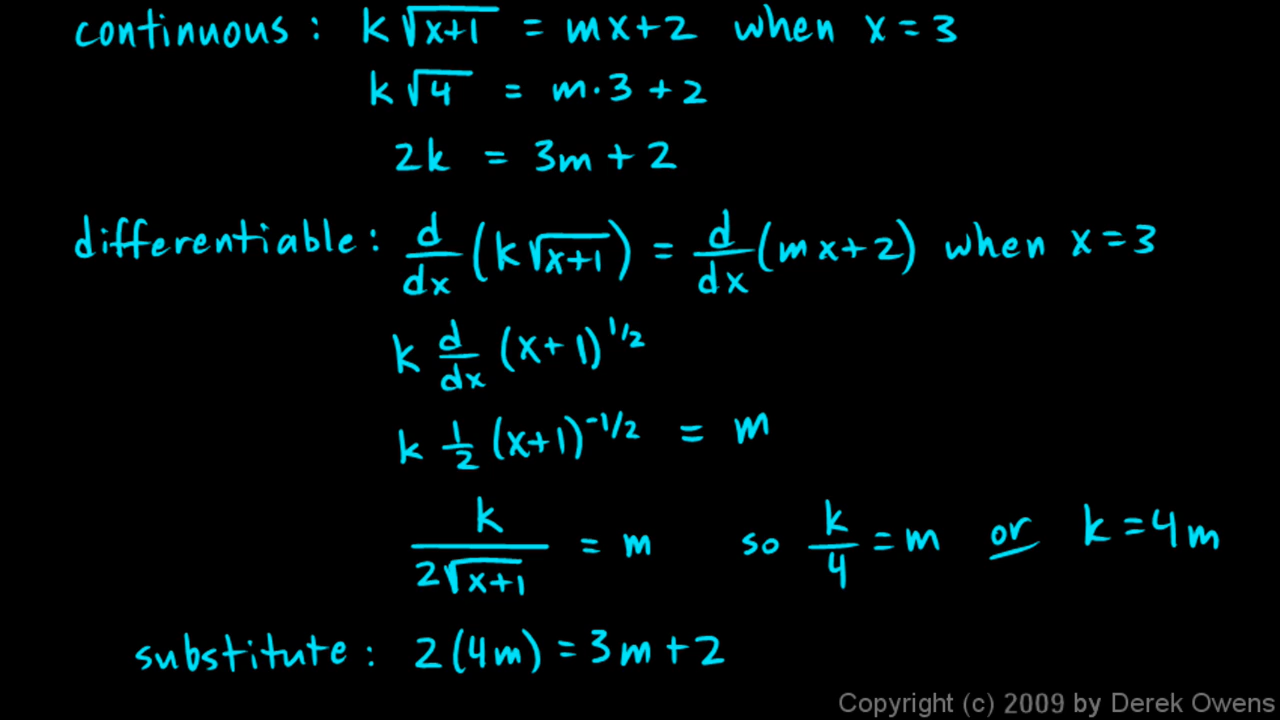 continuous: k√(x+1) = mx+2 when x=3
k√4 = m·3+2
2k = 3m+2
differentiable: d/dx (k√(x+1)) = d/dx (mx+2) when x=3
k d/dx (x+1)^1/2
k 1/2 (x+1)^-1/2 = m
k/(2√(x+1)) = m so k/4 = m or k=4m
substitute: 2(4m)=3m+2
Copyright (c) 2009 by Derek Owens